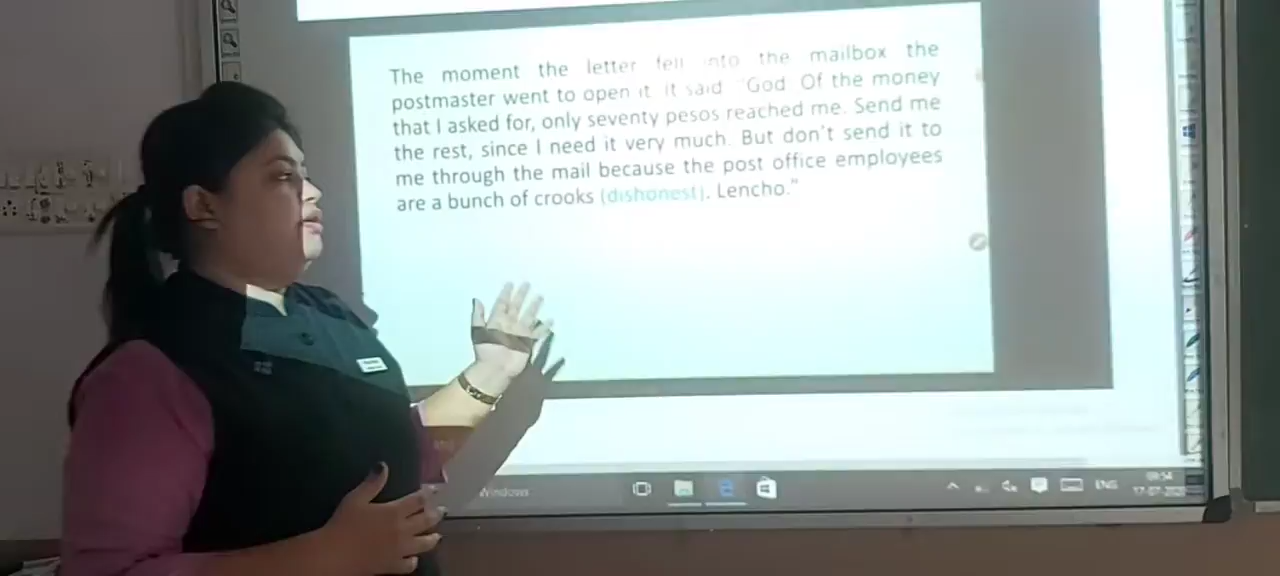 The moment the letter fell into the mailbox the
postmaster went to open it. It said "God Of the money
that I asked for, only seventy pesos reached me. Send me
the rest, since I need it very much. But don't send it to
me through the mail because the post office employees
are a bunch of crooks (dishonest). Lencho."
Windows
ENG